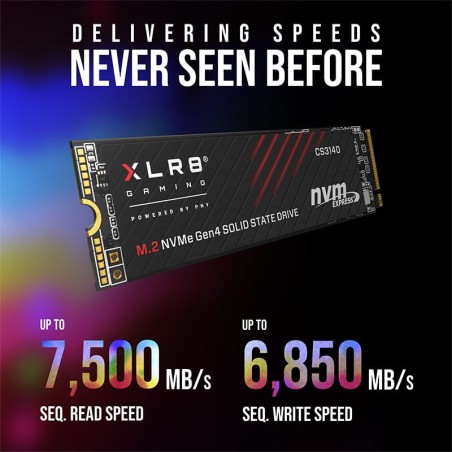 DELIVERING SPEEDS
NEVER SEEN BEFORE
XLR8®
GAMING
POWERED BY PNY
CS3140
nvm
EXPRESS
M.2 NVMe Gen4 SOLID STATE DRIVE
UP TO
7,500 MB/s
SEQ. READ SPEED
UP TO
6,850 MB/s
SEQ. WRITE SPEED